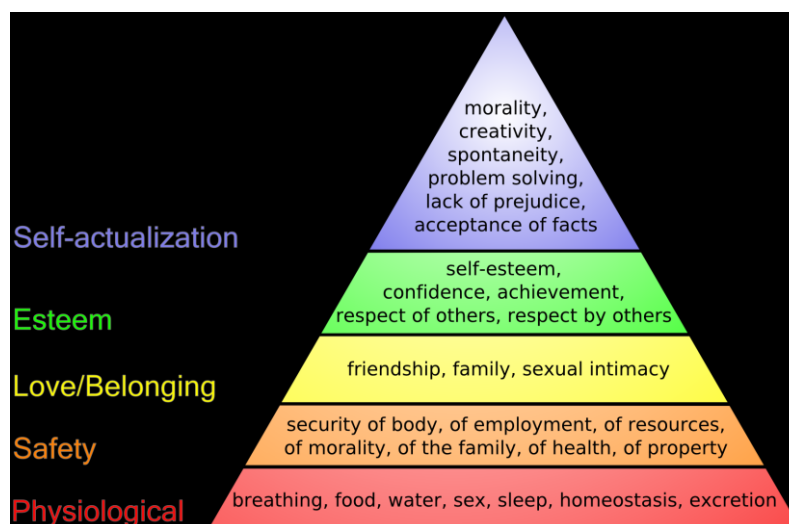 morality,
creativity,
spontaneity,
problem solving,
lack of prejudice,
acceptance of facts
Self-actualization
self-esteem,
confidence, achievement,
respect of others, respect by others
Esteem
friendship, family, sexual intimacy
Love/Belonging
security of body, of employment, of resources,
of morality, of the family, of health, of property
Safety
breathing, food, water, sex, sleep, homeostasis, excretion
Physiological